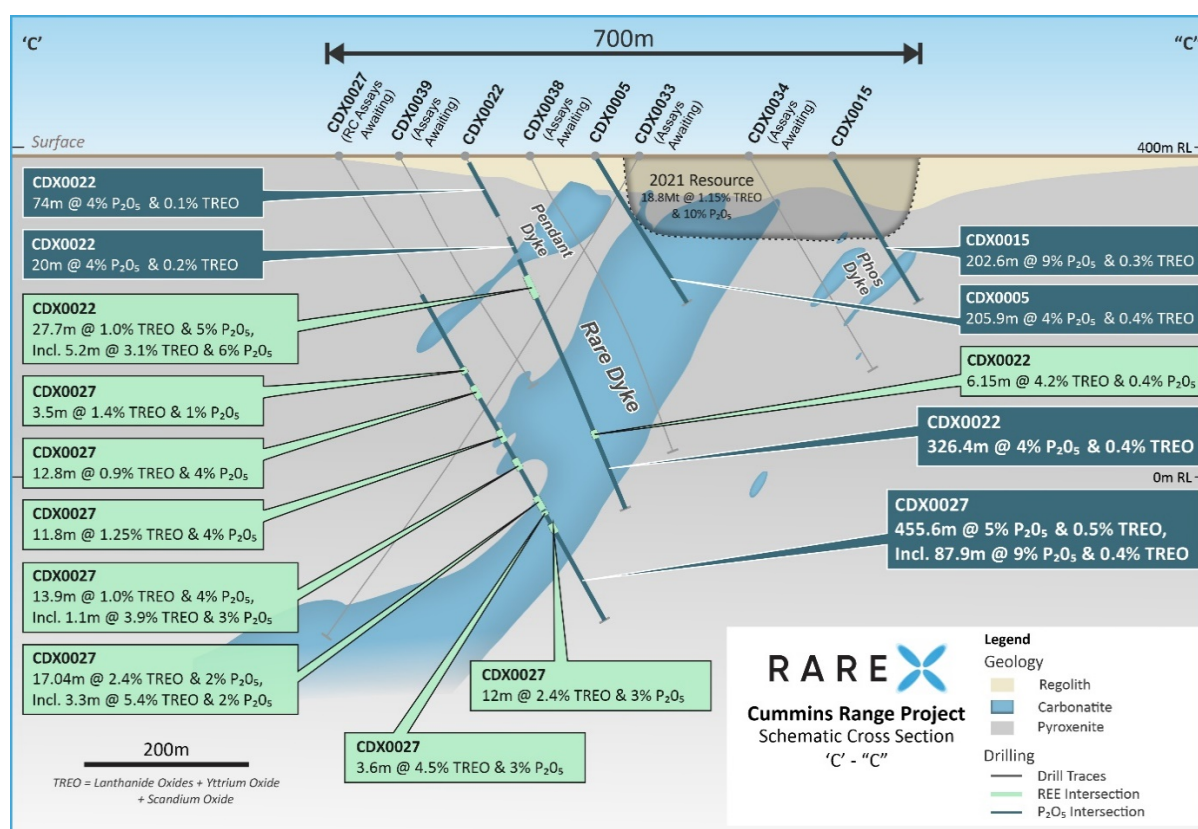 ‘C’
700m
“C”
CDX0027
(RC Assays
Awaiting)
CDX0039
(Assays
Awaiting)
CDX0022
CDX0038
(Assays
Awaiting)
CDX0005
CDX0033
(Assays
Awaiting)
CDX0034
(Assays
Awaiting)
CDX0015
Surface
400m RL
2021 Resource
18.8Mt @ 1.15% TREO
& 10% P₂O₅
Pendant
Dyke
Rare Dyke
Phos
Dyke
CDX0022
74m @ 4% P₂O₅ & 0.1% TREO
CDX0022
20m @ 4% P₂O₅ & 0.2% TREO
CDX0022
27.7m @ 1.0% TREO & 5% P₂O₅,
Incl. 5.2m @ 3.1% TREO & 6% P₂O₅
CDX0027
3.5m @ 1.4% TREO & 1% P₂O₅
CDX0027
12.8m @ 0.9% TREO & 4% P₂O₅
CDX0027
11.8m @ 1.25% TREO & 4% P₂O₅
CDX0027
13.9m @ 1.0% TREO & 4% P₂O₅,
Incl. 1.1m @ 3.9% TREO & 3% P₂O₅
CDX0027
17.04m @ 2.4% TREO & 2% P₂O₅,
Incl. 3.3m @ 5.4% TREO & 2% P₂O₅
CDX0027
3.6m @ 4.5% TREO & 3% P₂O₅
CDX0027
12m @ 2.4% TREO & 3% P₂O₅
CDX0015
202.6m @ 9% P₂O₅ & 0.3% TREO
CDX0005
205.9m @ 4% P₂O₅ & 0.4% TREO
CDX0022
6.15m @ 4.2% TREO & 0.4% P₂O₅
CDX0022
326.4m @ 4% P₂O₅ & 0.4% TREO
0m RL
CDX0027
455.6m @ 5% P₂O₅ & 0.5% TREO,
Incl. 87.9m @ 9% P₂O₅ & 0.4% TREO
200m
TREO = Lanthanide Oxides + Yttrium Oxide
+ Scandium Oxide
RAREX
Cummins Range Project
Schematic Cross Section
‘C’ - “C”
Legend
Geology
Regolith
Carbonatite
Pyroxenite
Drilling
Drill Traces
REE Intersection
P₂O₅ Intersection